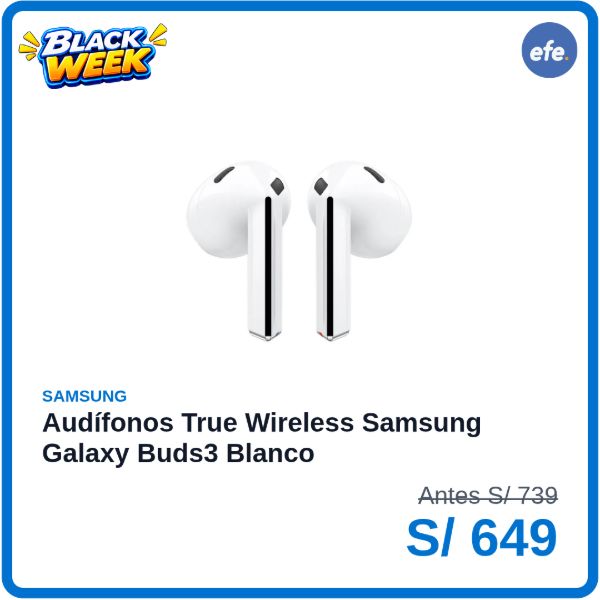 BLACK
WEEK
efe.
SAMSUNG
Audífonos True Wireless Samsung
Galaxy Buds3 Blanco
Antes S/ 739
S/ 649